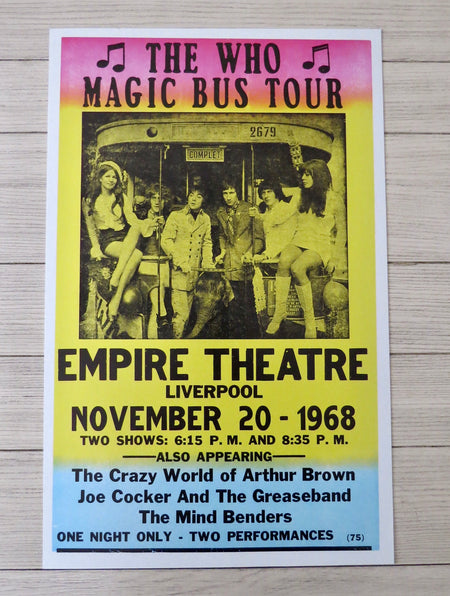 THE WHO
MAGIC BUS TOUR
2679
COMPLET
EMPIRE THEATRE
LIVERPOOL
NOVEMBER 20 - 1968
TWO SHOWS: 6:15 P. M. AND 8:35 P. M.
ALSO APPEARING
The Crazy World of Arthur Brown
Joe Cocker And The Greaseband
The Mind Benders
ONE NIGHT ONLY - TWO PERFORMANCES (75)